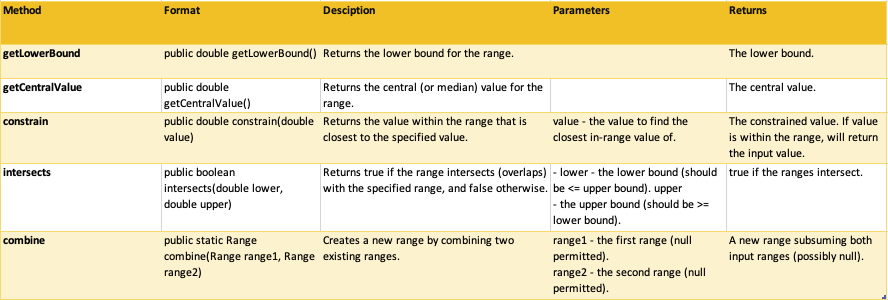 Method Format Desciption Parameters Returns
getLowerBound public double getLowerBound() Returns the lower bound for the range. The lower bound.
getCentralValue public double Returns the central (or median) value for the The central value.
getCentralValue() range.
constrain public double constrain(double Returns the value within the range that is value - the value to find the The constrained value. If value
value) closest to the specified value. closest in-range value of. is within the range, will return
the input value.
intersects public boolean Returns true if the range intersects (overlaps) - lower - the lower bound (should true if the ranges intersect.
intersects(double lower, with the specified range, and false otherwise. be <= upper bound). upper
double upper) - the upper bound (should be >=
lower bound).
combine public static Range Creates a new range by combining two range1 - the first range (null A new range subsuming both
combine(Range range1, Range existing ranges. permitted). input ranges (possibly null).
range2) range2 - the second range (null
permitted).